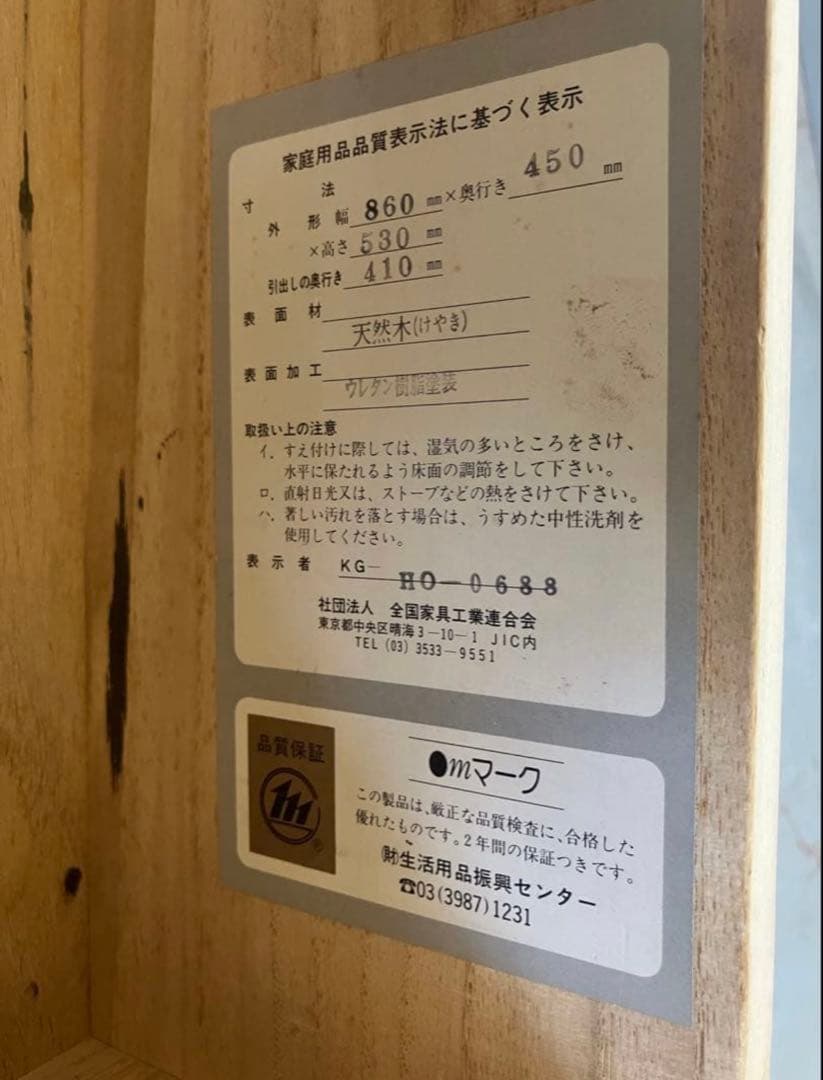 家庭用品品質表示法に基づく表示
寸法
外形幅 860 mm ×奥行き 450 mm
×高さ 530 mm
引出しの奥行き 410 mm
表面材
天然木(けやき)
表面加工
ウレタン樹脂塗装
取扱い上の注意
イ. すえ付けに際しては、湿気の多いところをさけ、
水平に保たれるよう床面の調節をして下さい。
ロ. 直射日光又は、ストーブなどの熱をさけて下さい。
ハ. 著しい汚れを落とす場合は、うすめた中性洗剤を
使用してください。
表示者 KG- HO-0688
社団法人 全国家具工業連合会
東京都中央区晴海3-10-1 JIC内
TEL (03) 3533-9551
品質保証
●mマーク
この製品は、厳正な品質検査に、合格した
優れたものです。2年間の保証つきです。
㈶生活用品振興センター
☎03(3987)1231